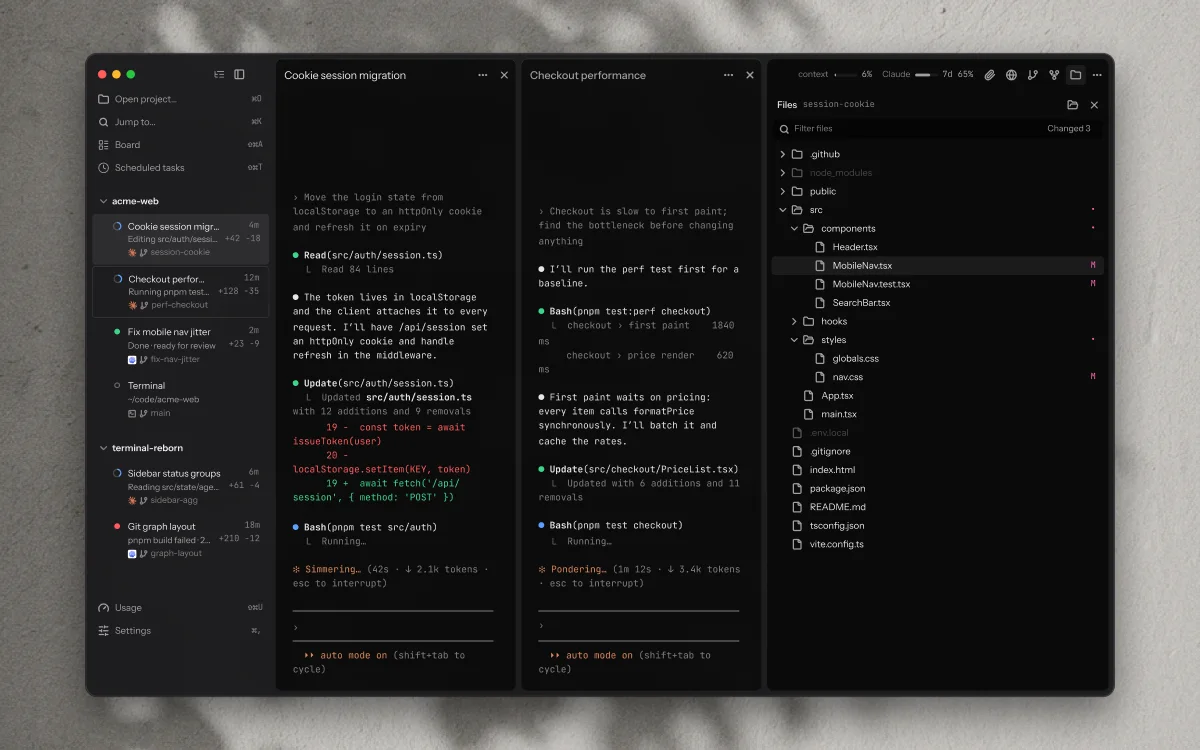 Open project... ⌘O
Jump to... ⌘K
Board ⇧⌘A
Scheduled tasks ⇧⌘T
acme-web
Cookie session migr... 4m
Editing src/auth/sessi... +42 -18
session-cookie
Checkout perfor... 12m
Running pnpm test... +128 -35
perf-checkout
Fix mobile nav jitter 2m
Done · ready for review +23 -9
fix-nav-jitter
Terminal
~/code/acme-web
main
terminal-reborn
Sidebar status groups 6m
Reading src/state/age... +61 -4
sidebar-agg
Git graph layout 18m
pnpm build failed · 2... +210 -12
graph-layout
Usage ⇧⌘U
Settings ⌘,
Cookie session migration
› Move the login state from
localStorage to an httpOnly cookie
and refresh it on expiry
Read(src/auth/session.ts)
└ Read 84 lines
The token lives in localStorage
and the client attaches it to every
request. I’ll have /api/session set
an httpOnly cookie and handle
refresh in the middleware.
Update(src/auth/session.ts)
└ Updated src/auth/session.ts
with 12 additions and 9 removals
19 - const token = await
issueToken(user)
20 -
localStorage.setItem(KEY, token)
19 + await fetch('/api/
session', { method: 'POST' })
Bash(pnpm test src/auth)
└ Running…
✻ Simmering… (42s · ↓ 2.1k tokens ·
esc to interrupt)
›
⏵⏵ auto mode on (shift+tab to
cycle)
Checkout performance
› Checkout is slow to first paint;
find the bottleneck before changing
anything
I’ll run the perf test first for a
baseline.
Bash(pnpm test:perf checkout)
└ checkout › first paint 1840
ms
checkout › price render 620
ms
First paint waits on pricing:
every item calls formatPrice
synchronously. I’ll batch it and
cache the rates.
Update(src/checkout/PriceList.tsx)
└ Updated with 6 additions and 11
removals
Bash(pnpm test checkout)
└ Running…
✻ Pondering… (1m 12s · ↓ 3.4k tokens
· esc to interrupt)
›
⏵⏵ auto mode on (shift+tab to
cycle)
context 6% Claude 7d 65%
Files session-cookie
Filter files Changed 3
.github
node_modules
public
src
components
Header.tsx
MobileNav.tsx M
MobileNav.test.tsx M
SearchBar.tsx
hooks
styles
globals.css
nav.css M
App.tsx
main.tsx
.env.local
.gitignore
index.html
package.json
README.md
tsconfig.json
vite.config.ts